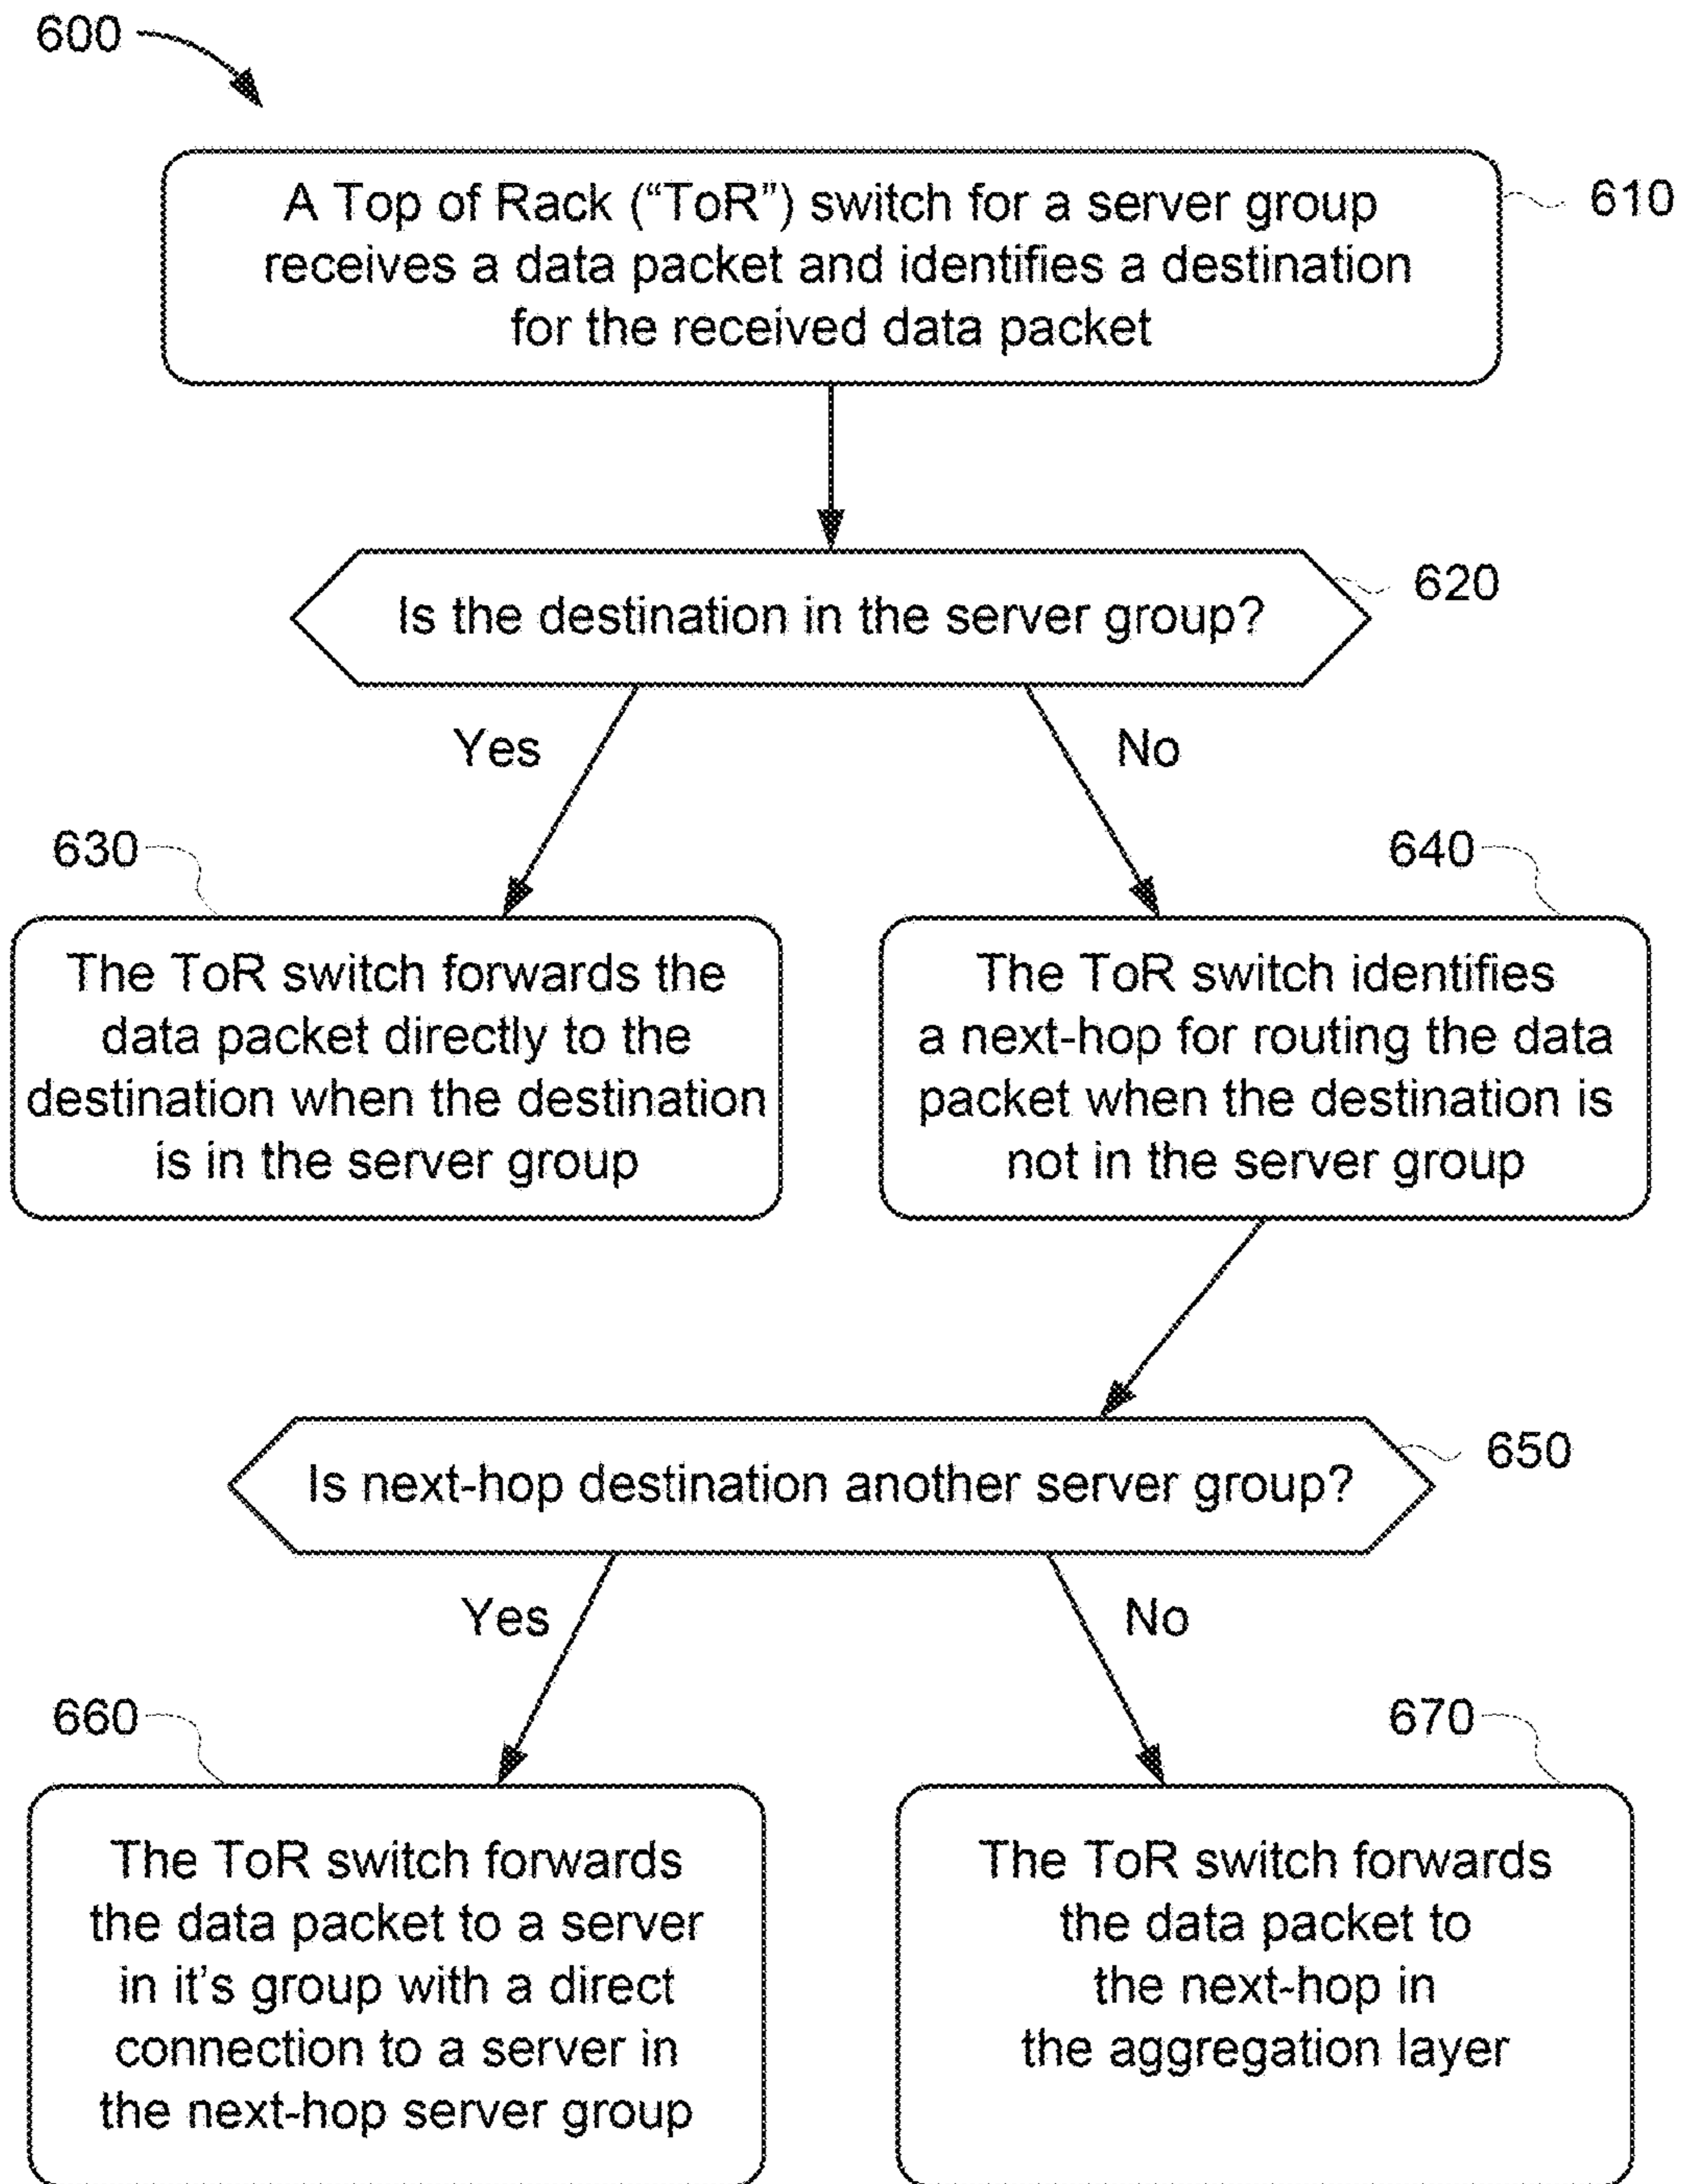 600
A Top of Rack (“ToR”) switch for a server group
receives a data packet and identifies a destination
for the received data packet
610
Is the destination in the server group?
620
Yes
No
630
640
The ToR switch forwards the
data packet directly to the
destination when the destination
is in the server group
The ToR switch identifies
a next-hop for routing the data
packet when the destination is
not in the server group
Is next-hop destination another server group?
650
Yes
No
660
670
The ToR switch forwards
the data packet to a server
in it’s group with a direct
connection to a server in
the next-hop server group
The ToR switch forwards
the data packet to
the next-hop in
the aggregation layer